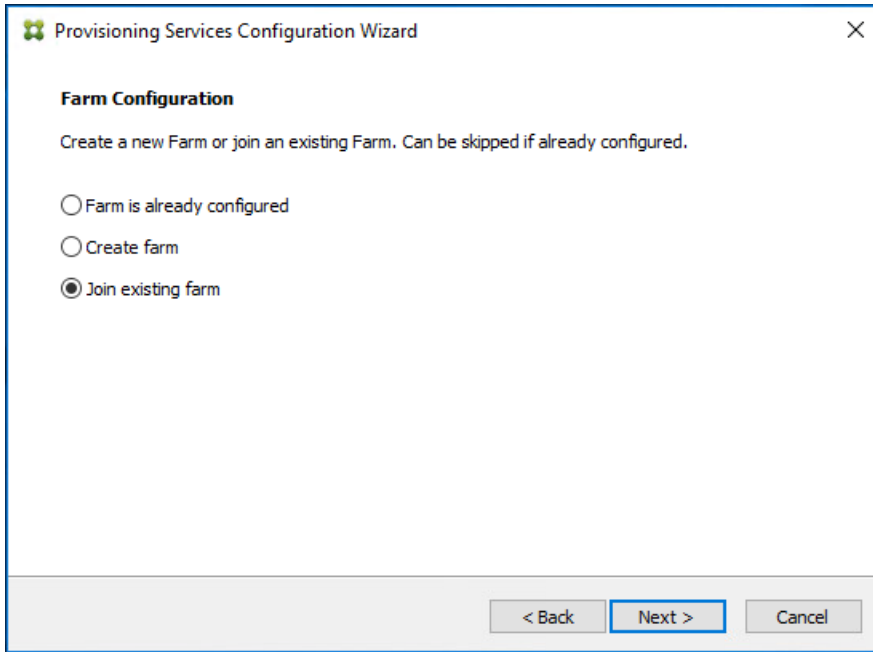 Provisioning Services Configuration Wizard
Farm Configuration
Create a new Farm or join an existing Farm. Can be skipped if already configured.
Farm is already configured
Create farm
Join existing farm
< Back Next > Cancel